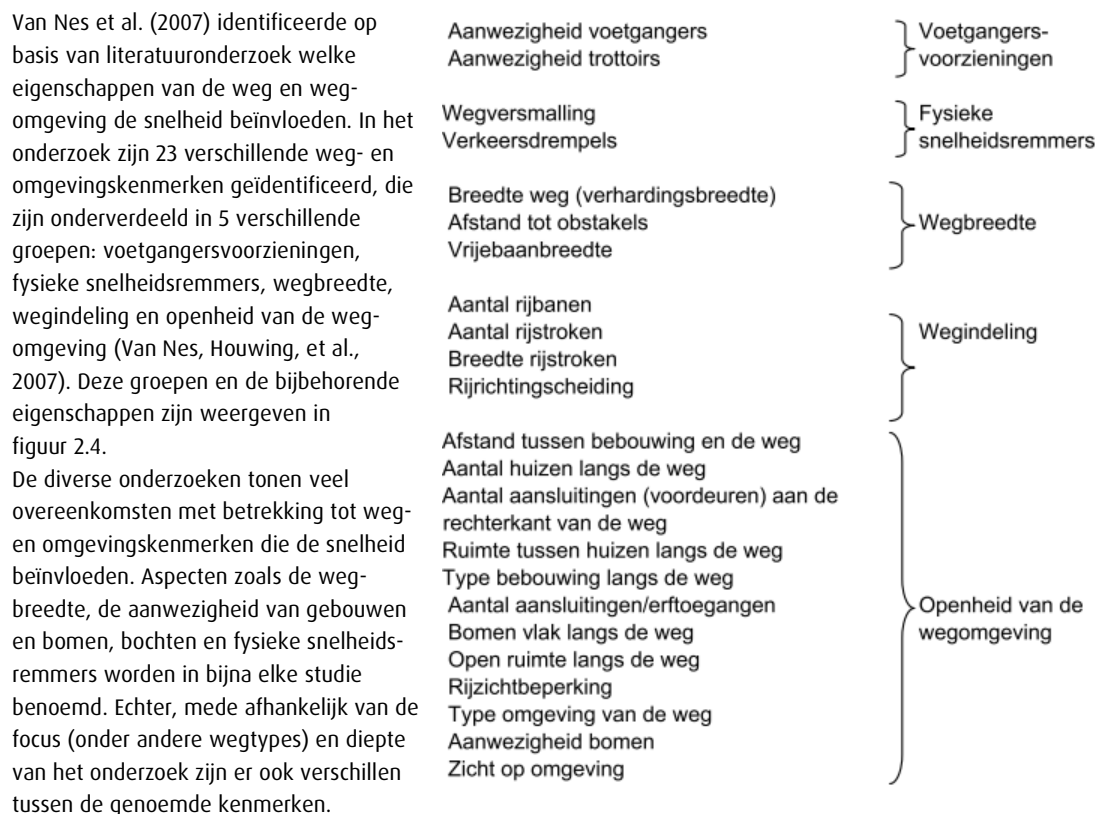 Van Nes et al. (2007) identificeerde op
basis van literatuuronderzoek welke
eigenschappen van de weg en weg-
omgeving de snelheid beïnvloeden. In het
onderzoek zijn 23 verschillende weg- en
omgevingskenmerken geïdentificeerd, die
zijn onderverdeeld in 5 verschillende
groepen: voetgangersvoorzieningen,
fysieke snelheidsremmers, wegbreedte,
wegindeling en openheid van de weg-
omgeving (Van Nes, Houwing, et al.,
2007). Deze groepen en de bijbehorende
eigenschappen zijn weergeven in
figuur 2.4.
De diverse onderzoeken tonen veel
overeenkomsten met betrekking tot weg-
en omgevingskenmerken die de snelheid
beïnvloeden. Aspecten zoals de weg-
breedte, de aanwezigheid van gebouwen
en bomen, bochten en fysieke snelheids-
remmers worden in bijna elke studie
benoemd. Echter, mede afhankelijk van de
focus (onder andere wegtypes) en diepte
van het onderzoek zijn er ook verschillen
tussen de genoemde kenmerken.
Aanwezigheid voetgangers
Aanwezigheid trottoirs
Voetgangers-
voorzieningen
Wegversmalling
Verkeersdrempels
Fysieke
snelheidsremmers
Breedte weg (verhardingsbreedte)
Afstand tot obstakels
Vrijebaanbreedte
Wegbreedte
Aantal rijbanen
Aantal rijstroken
Breedte rijstroken
Rijrichtingscheiding
Wegindeling
Afstand tussen bebouwing en de weg
Aantal huizen langs de weg
Aantal aansluitingen (voordeuren) aan de
rechterkant van de weg
Ruimte tussen huizen langs de weg
Type bebouwing langs de weg
Aantal aansluitingen/erftoegangen
Bomen vlak langs de weg
Open ruimte langs de weg
Rijzichtbeperking
Type omgeving van de weg
Aanwezigheid bomen
Zicht op omgeving
Openheid van de
wegomgeving